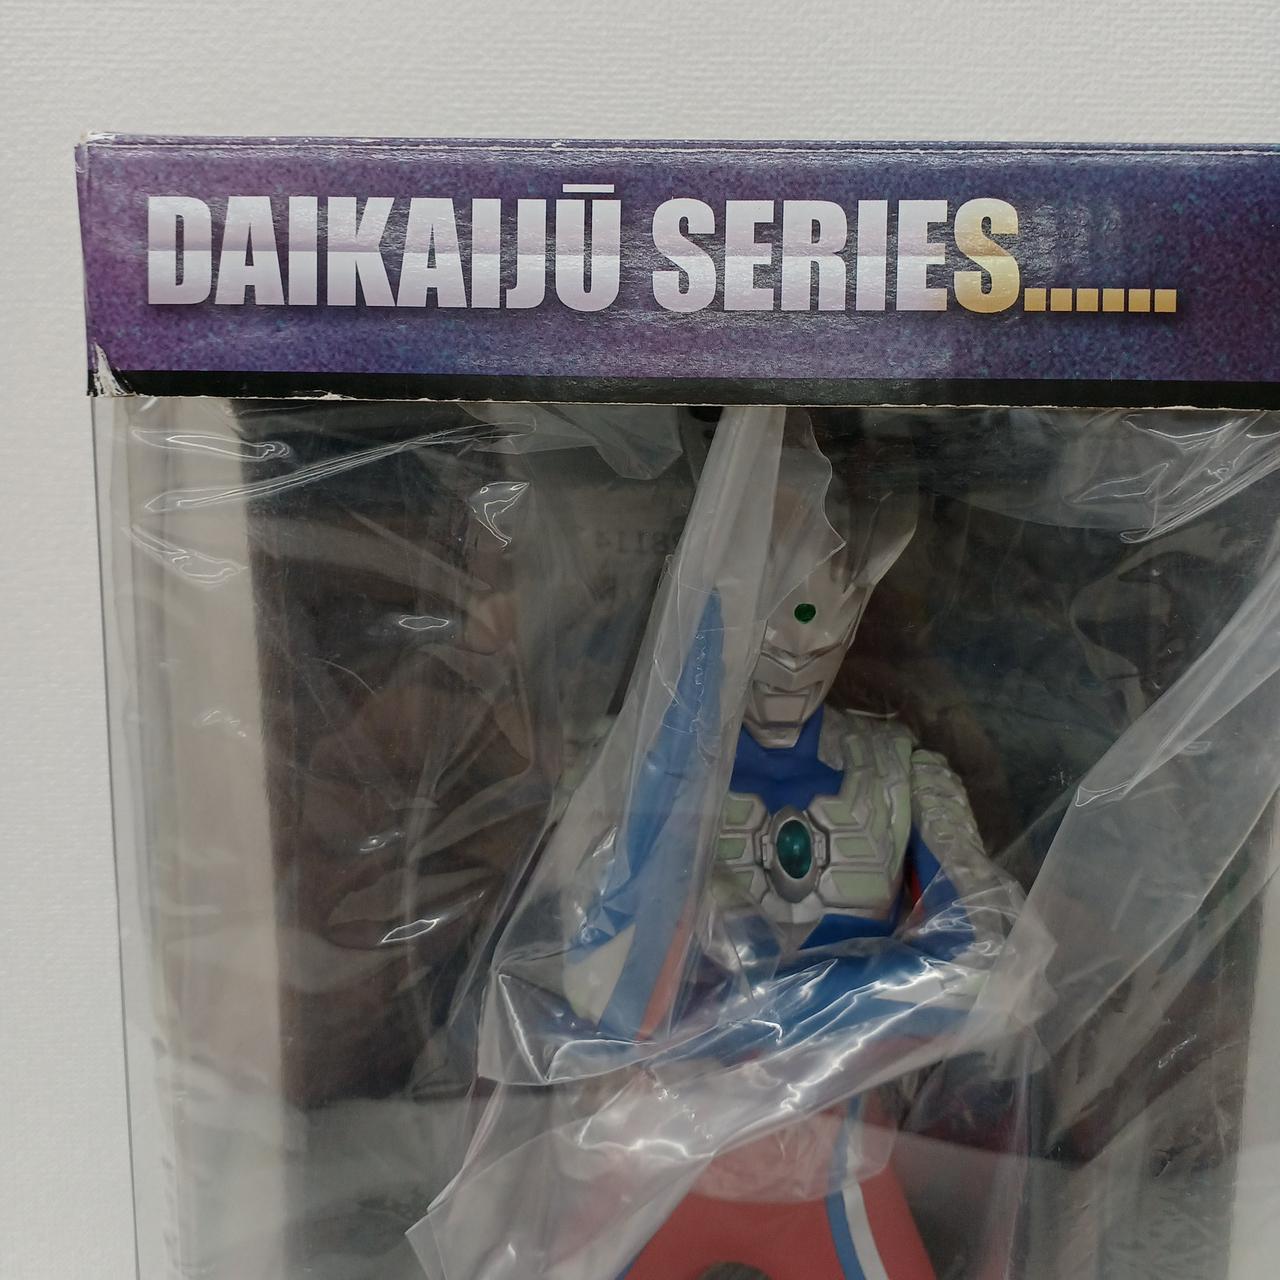 DAIKAIJŪ SERIES......